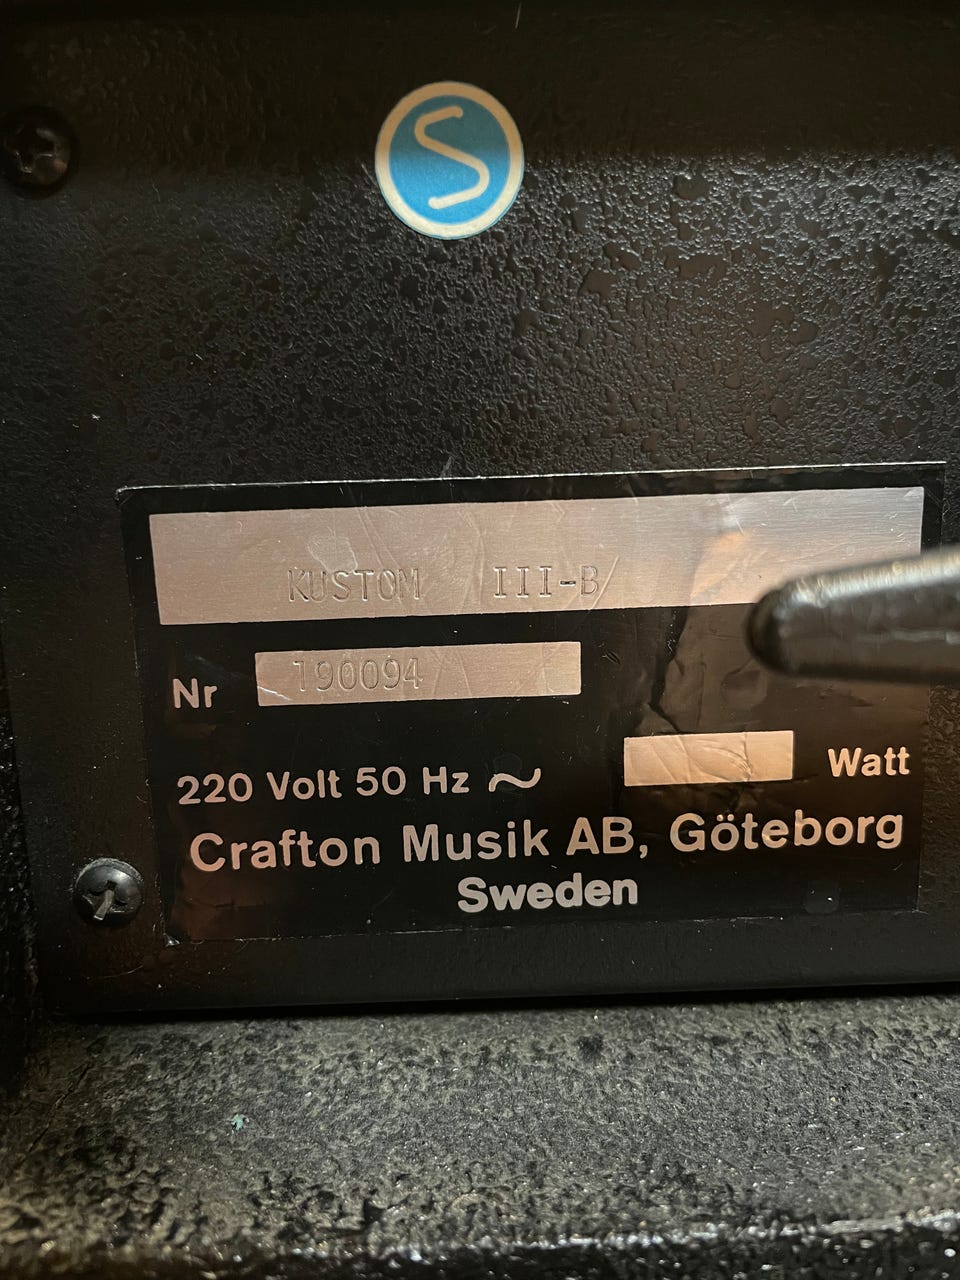 S
KUSTOM III-B
Nr 190094
220 Volt 50 Hz ~ Watt
Crafton Musik AB, Göteborg
Sweden